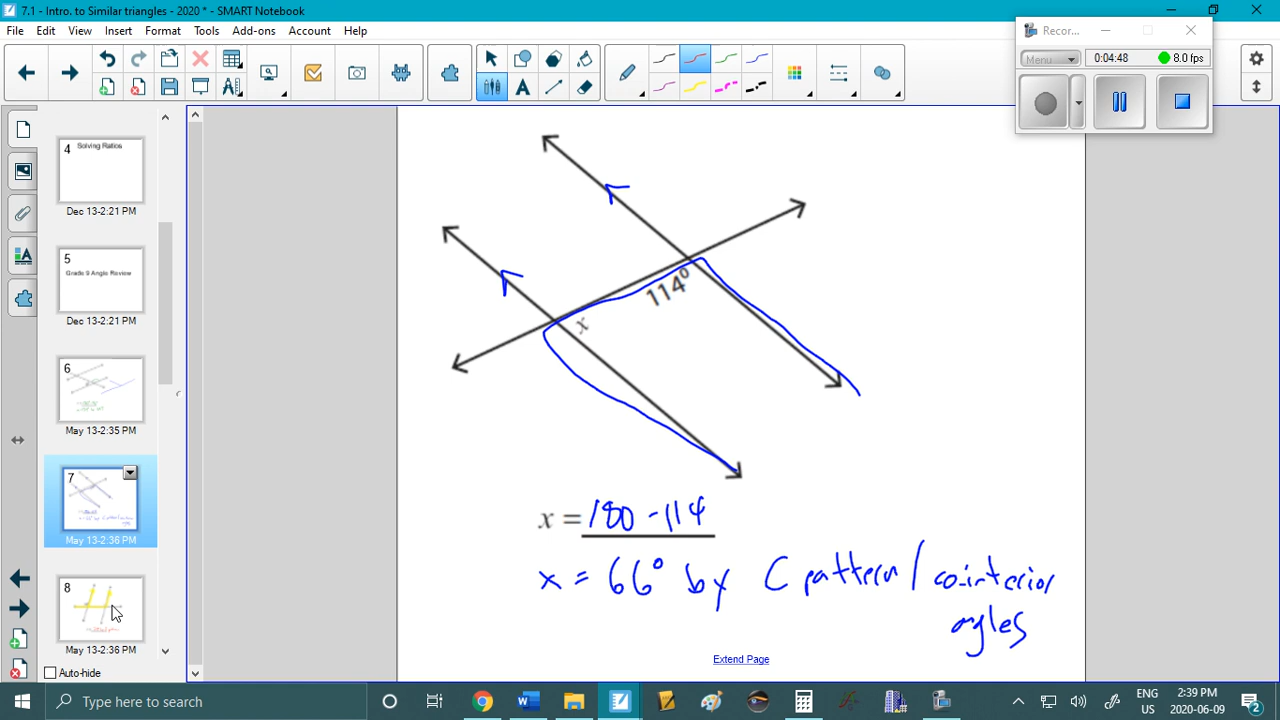 7.1 - Intro. to Similar triangles - 2020 * - SMART Notebook
File Edit View Insert Format Tools Add-ons Account Help
Recor...
Menu 0:04:48 8.0 fps
4 Solving Ratios
Dec 13-2:21 PM
5 Grade 9 Angle Review
Dec 13-2:21 PM
6
May 13-2:35 PM
7
May 13-2:36 PM
8
May 13-2:36 PM
Auto-hide
114°
x
x = 180 - 114
x = 66° by C pattern / co-interior
agles
Extend Page
Type here to search
ENG
US
2:39 PM
2020-06-09
2